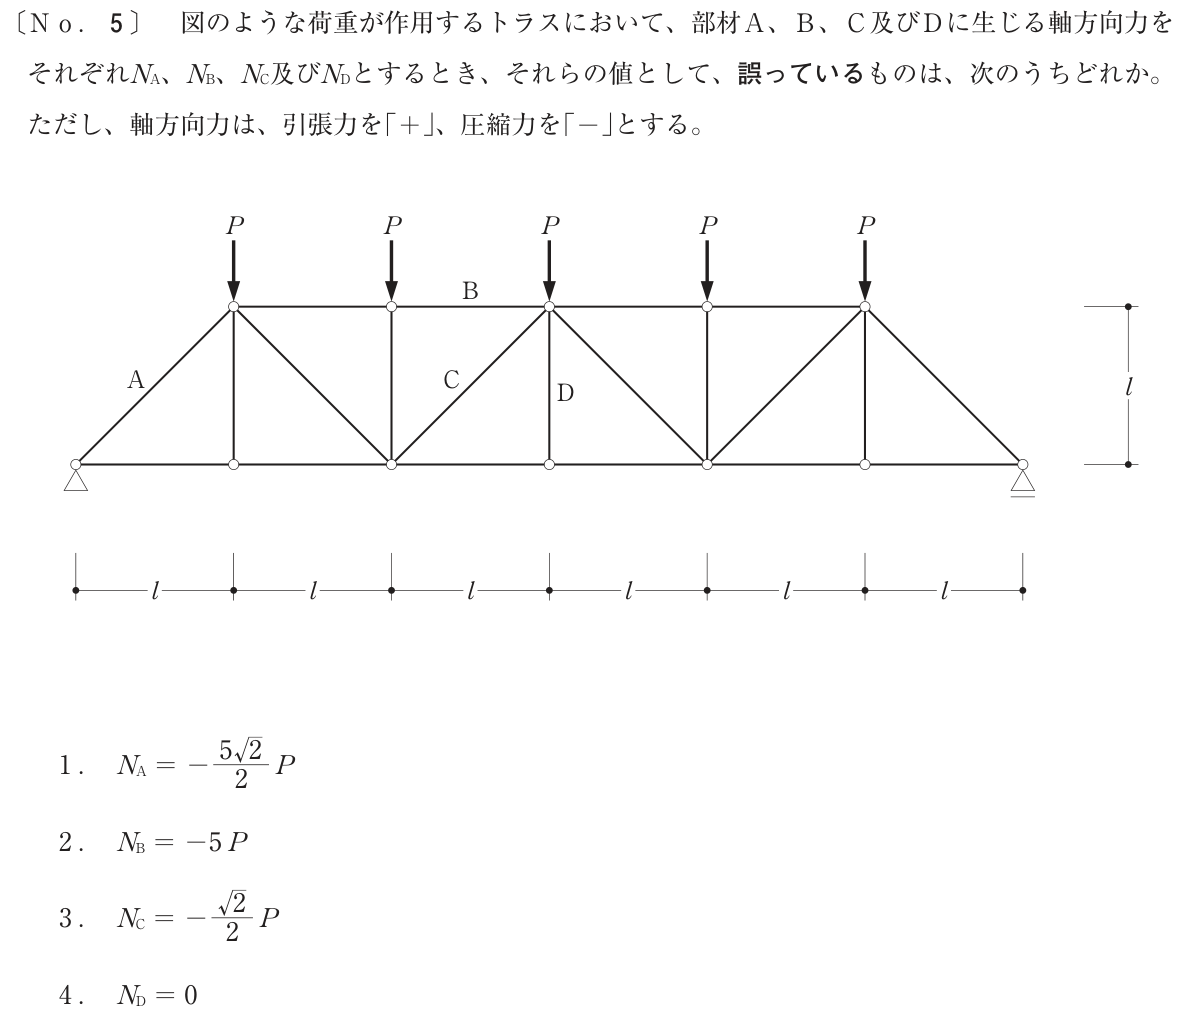 〔Ｎｏ．５〕　図のような荷重が作用するトラスにおいて、部材Ａ、Ｂ、Ｃ及びＤに生じる軸方向力を
それぞれNA、NB、NC及びNDとするとき、それらの値として、誤っているものは、次のうちどれか。
ただし、軸方向力は、引張力を「＋」、圧縮力を「－」とする。
P P P P P
B
A C D l
l l l l l l
1. NA = −5√2/2 P
2. NB = −5P
3. NC = −√2/2 P
4. ND = 0